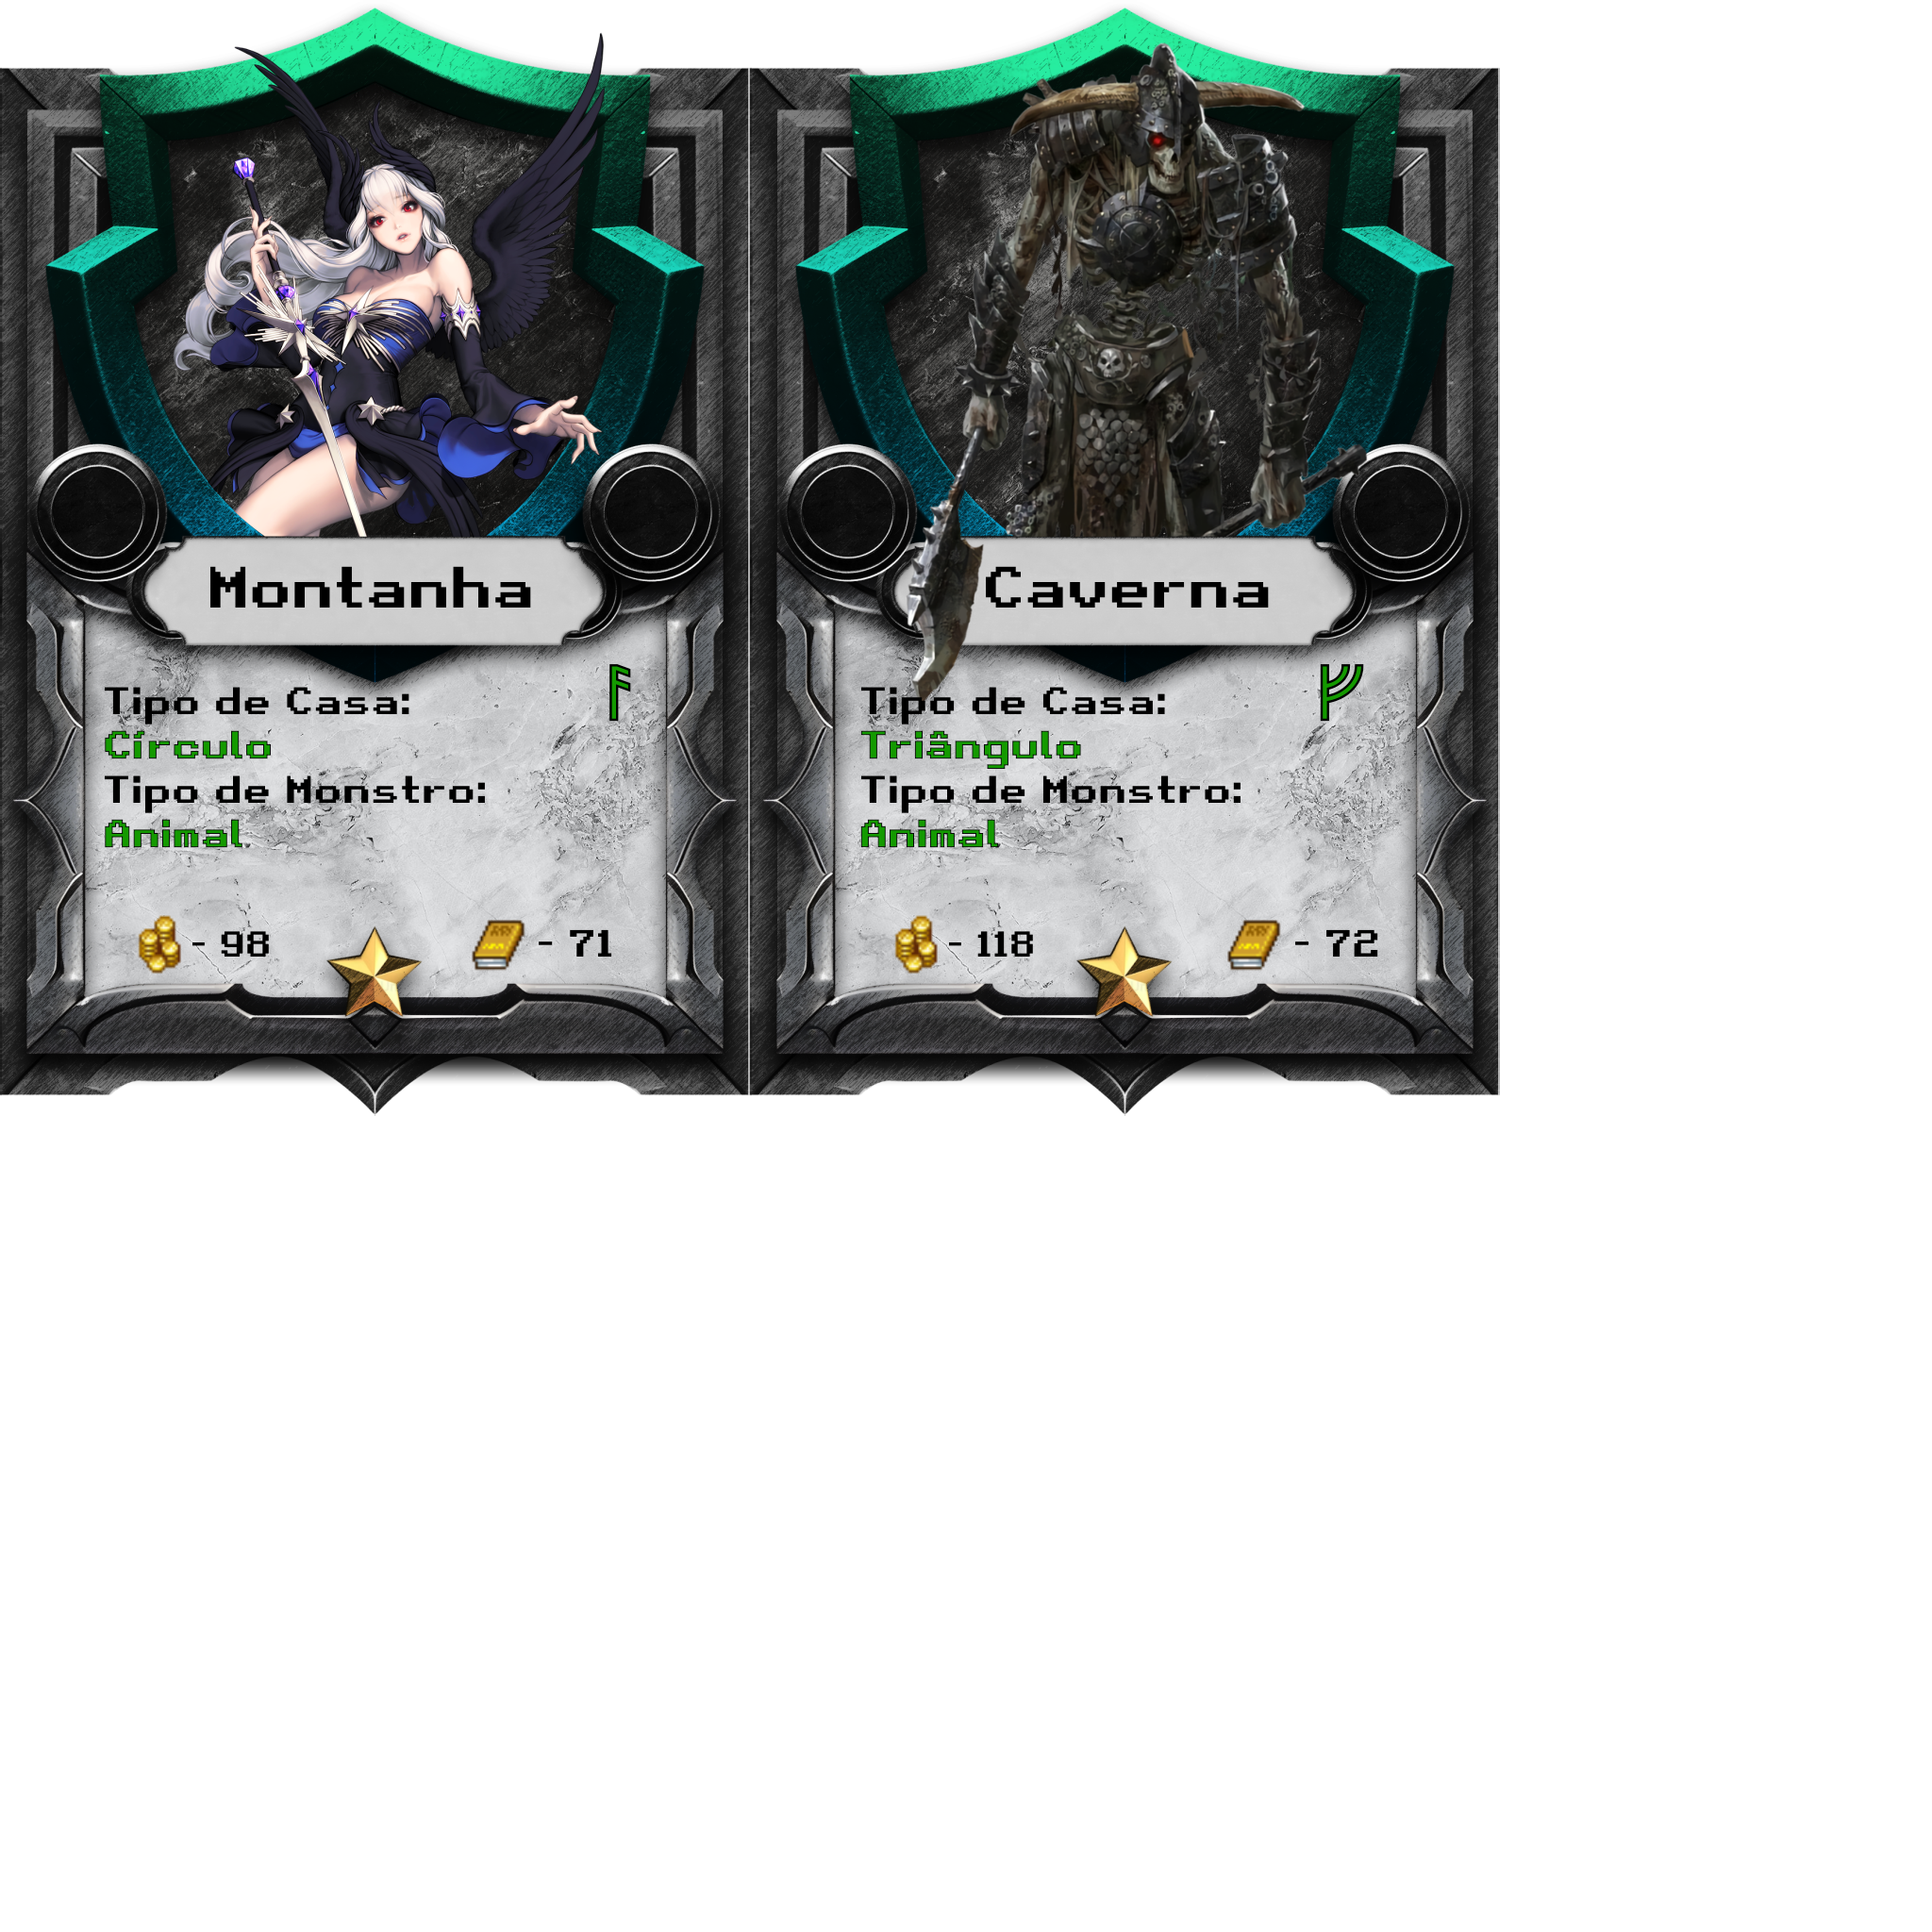 Montanha
Tipo de Casa:
Círculo
Tipo de Monstro:
Animal
ᚨ
- 98
- 71
Caverna
Tipo de Casa:
Triângulo
Tipo de Monstro:
Animal
ᚠ
- 118
- 72